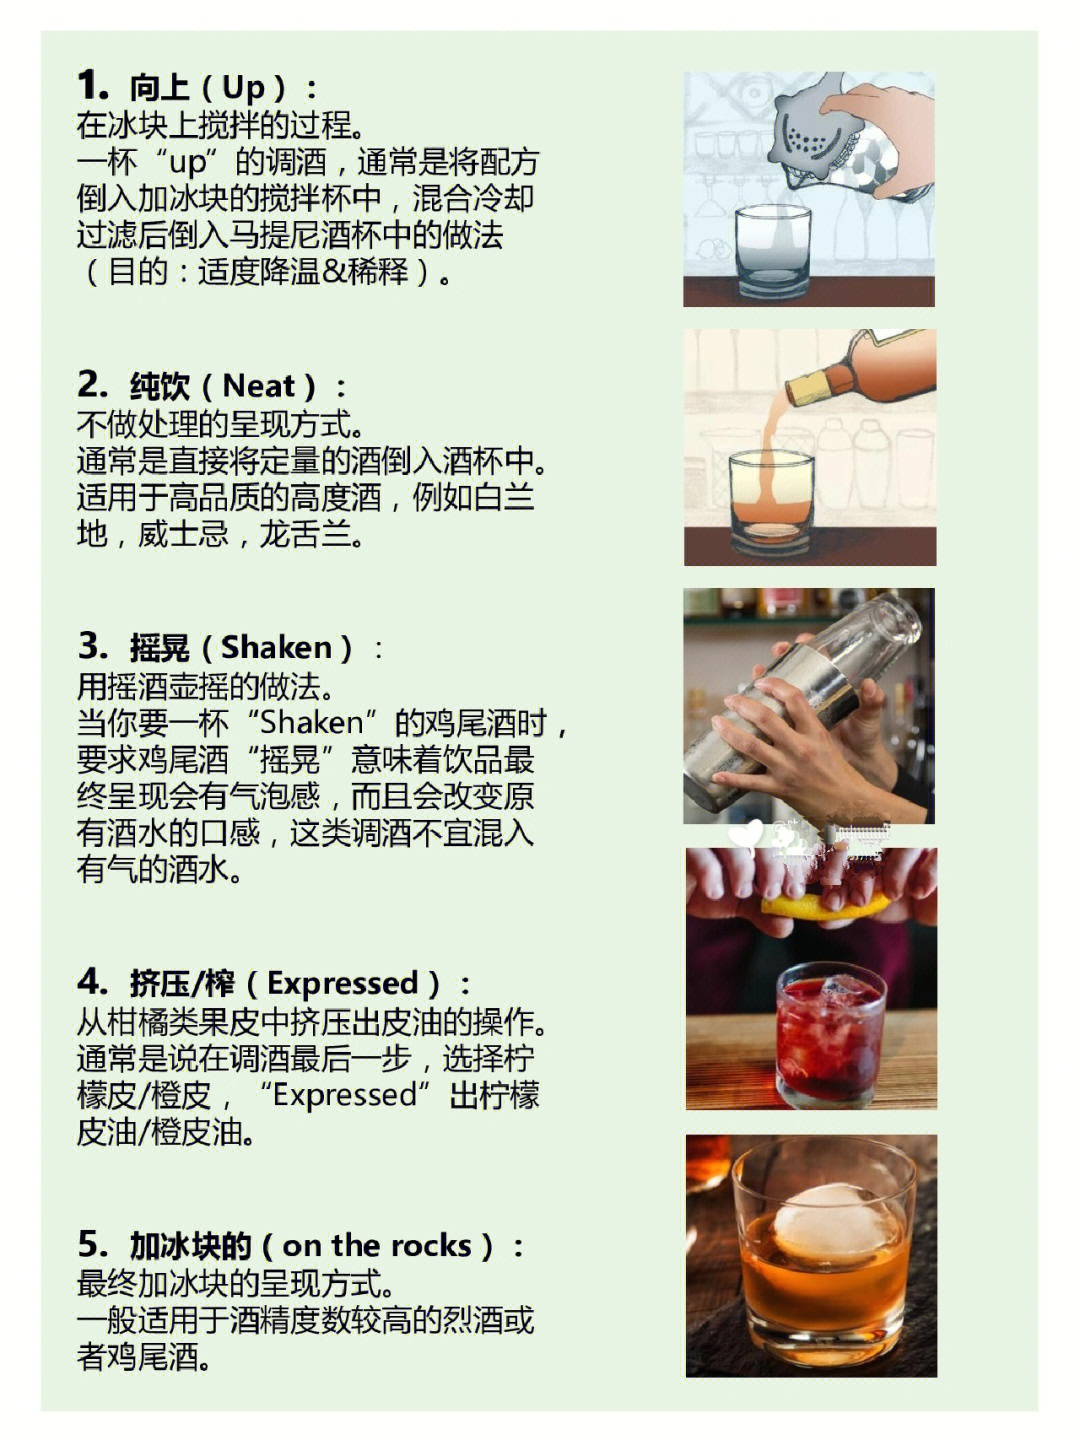 1. 向上（Up）：
在冰块上搅拌的过程。
一杯“up”的调酒，通常是将配方
倒入加冰块的搅拌杯中，混合冷却
过滤后倒入马提尼酒杯中的做法
（目的：适度降温&稀释）。
2. 纯饮（Neat）：
不做处理的呈现方式。
通常是直接将定量的酒倒入酒杯中。
适用于高品质的高度酒，例如白兰
地，威士忌，龙舌兰。
3. 摇晃（Shaken）：
用摇酒壶摇的做法。
当你要一杯“Shaken”的鸡尾酒时，
要求鸡尾酒“摇晃”意味着饮品最
终呈现会有气泡感，而且会改变原
有酒水的口感，这类调酒不宜混入
有气的酒水。
4. 挤压/榨（Expressed）：
从柑橘类果皮中挤压出皮油的操作。
通常是说在调酒最后一步，选择柠
檬皮/橙皮，“Expressed”出柠檬
皮油/橙皮油。
5. 加冰块的（on the rocks）：
最终加冰块的呈现方式。
一般适用于酒精度数较高的烈酒或
者鸡尾酒。